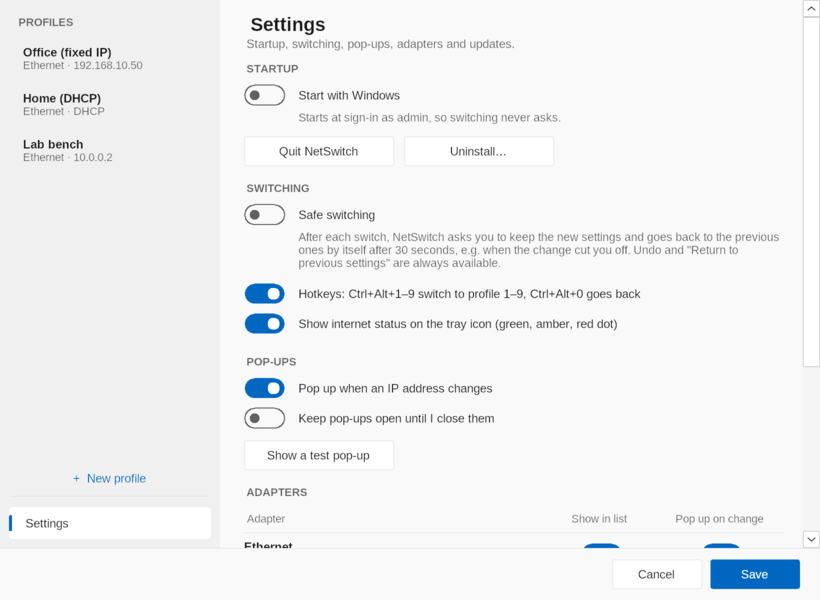 PROFILES
Office (fixed IP)
Ethernet · 192.168.10.50
Home (DHCP)
Ethernet · DHCP
Lab bench
Ethernet · 10.0.0.2
+ New profile
Settings
Settings
Startup, switching, pop-ups, adapters and updates.
STARTUP
Start with Windows
Starts at sign-in as admin, so switching never asks.
Quit NetSwitch
Uninstall…
SWITCHING
Safe switching
After each switch, NetSwitch asks you to keep the new settings and goes back to the previous
ones by itself after 30 seconds, e.g. when the change cut you off. Undo and "Return to
previous settings" are always available.
Hotkeys: Ctrl+Alt+1–9 switch to profile 1–9, Ctrl+Alt+0 goes back
Show internet status on the tray icon (green, amber, red dot)
POP-UPS
Pop up when an IP address changes
Keep pop-ups open until I close them
Show a test pop-up
ADAPTERS
Adapter
Show in list
Pop up on change
Ethernet
Cancel
Save